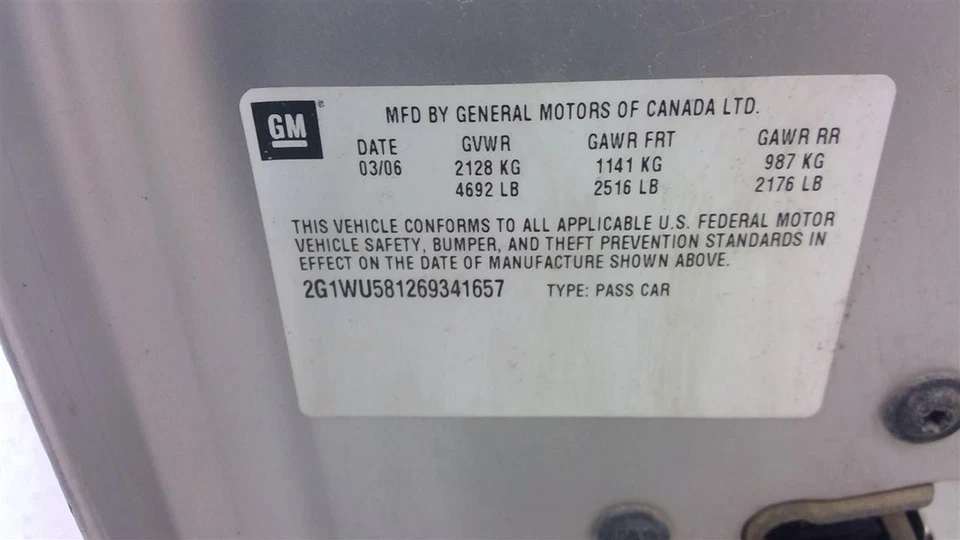 GM
MFD BY GENERAL MOTORS OF CANADA LTD.
DATE GVWR GAWR FRT GAWR RR
03/06 2128 KG 1141 KG 987 KG
4692 LB 2516 LB 2176 LB
THIS VEHICLE CONFORMS TO ALL APPLICABLE U.S. FEDERAL MOTOR
VEHICLE SAFETY, BUMPER, AND THEFT PREVENTION STANDARDS IN
EFFECT ON THE DATE OF MANUFACTURE SHOWN ABOVE.
2G1WU581269341657 TYPE: PASS CAR